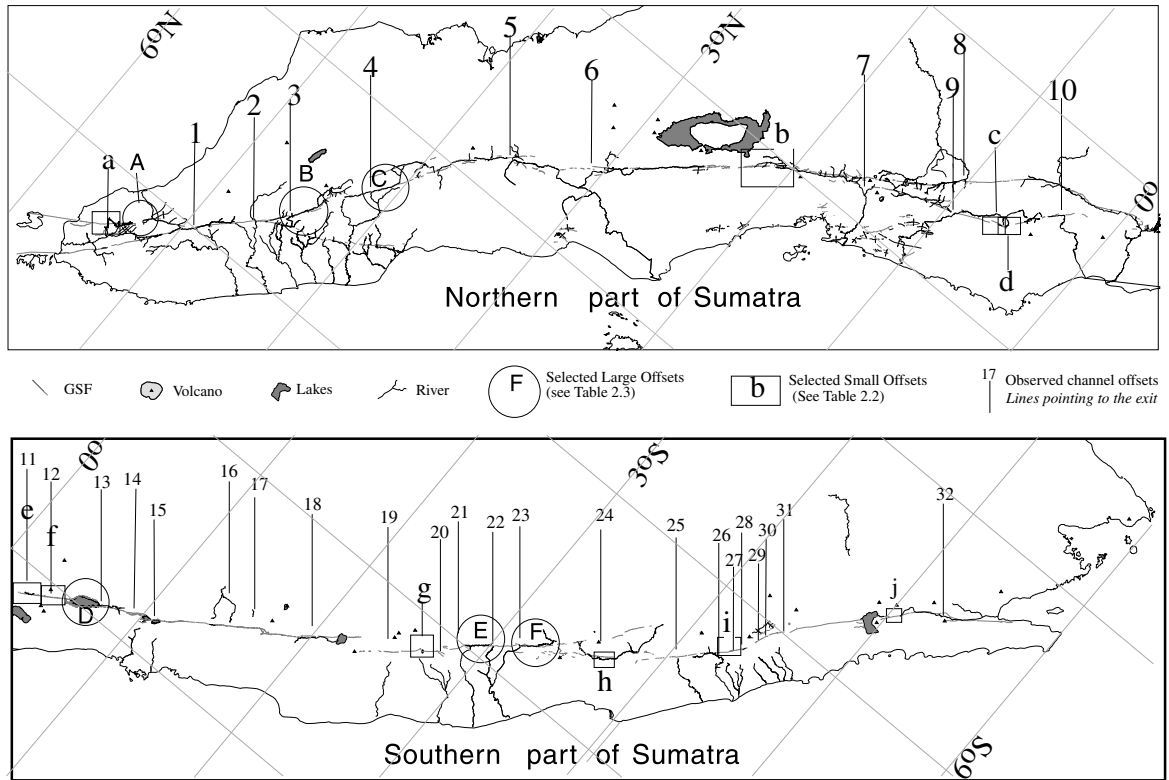 6ºN
3ºN
5
8
4
6
7
9
10
3
2
1
a
A
B
C
b
c
0º
d
Northern part of Sumatra
GSF
Volcano
Lakes
River
F
Selected Large Offsets
(see Table 2.3)
b
Selected Small Offsets
(See Table 2.2)
17
Observed channel offsets
Lines pointing to the exit
0º
3ºS
11
12
13
14
15
16
17
18
19
20
21
22
23
24
25
26
27
28
29
30
31
32
e
f
D
g
E
F
h
i
j
Southern part of Sumatra
6ºS